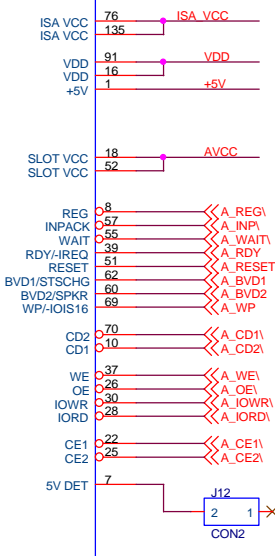 ISA VCC 76 ISA VCC
ISA VCC 135
VDD 91 VDD
VDD 16
+5V 1 +5V
SLOT VCC 18 AVCC
SLOT VCC 52
REG 8 A_REG\
INPACK 57 A_INP\
WAIT 55 A_WAIT\
RDY/-IREQ 39 A_RDY
RESET 51 A_RESET
BVD1/STSCHG 62 A_BVD1
BVD2/SPKR 60 A_BVD2
WP/-IOIS16 69 A_WP
CD2 70 A_CD1\
CD1 10 A_CD2\
WE 37 A_WE\
OE 26 A_OE\
IOWR 30 A_IOWR\
IORD 28 A_IORD\
CE1 22 A_CE1\
CE2 25 A_CE2\
5V DET 7
J12
2 1
CON2